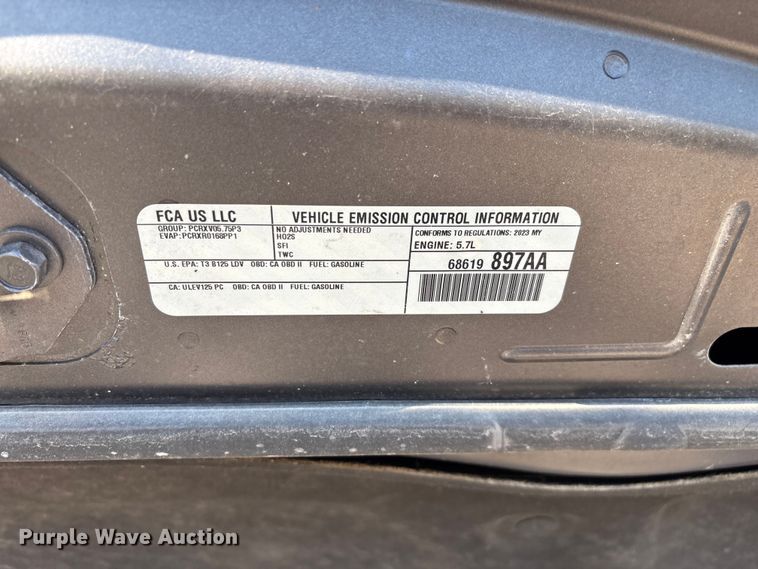 FCA US LLC
VEHICLE EMISSION CONTROL INFORMATION
GROUP: PCRXV05.75P3
EVAP: PCRXR0168PP1
NO ADJUSTMENTS NEEDED
HO2S
SFI
TWC
CONFORMS TO REGULATIONS: 2023 MY
ENGINE: 5.7L
U.S. EPA: T3 B125 LDV OBD: CA OBD II FUEL: GASOLINE
68619 897AA
CA: ULEV125 PC OBD: CA OBD II FUEL: GASOLINE
Purple Wave Auction